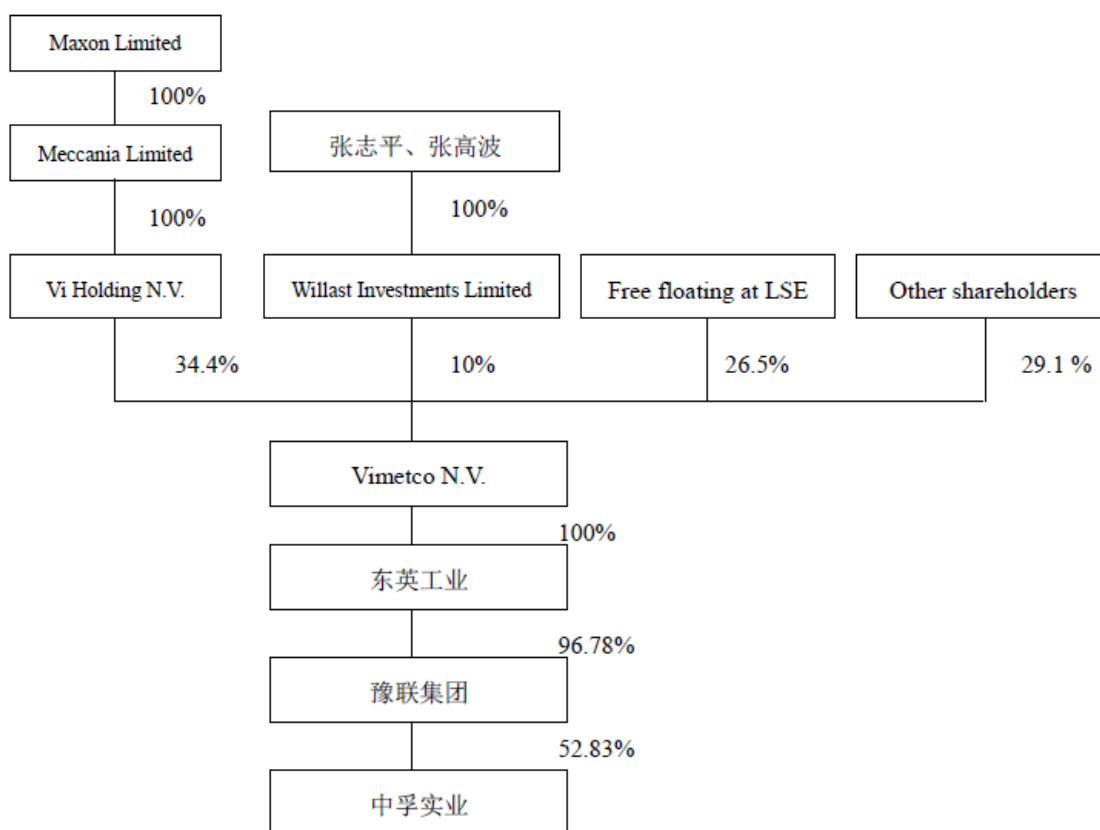 Maxon Limited
100%
Meccania Limited
张志平、张高波
100%
100%
Vi Holding N.V.
Willast Investments Limited
Free floating at LSE
Other shareholders
34.4%
10%
26.5%
29.1 %
Vimetco N.V.
100%
东英工业
96.78%
豫联集团
52.83%
中孚实业